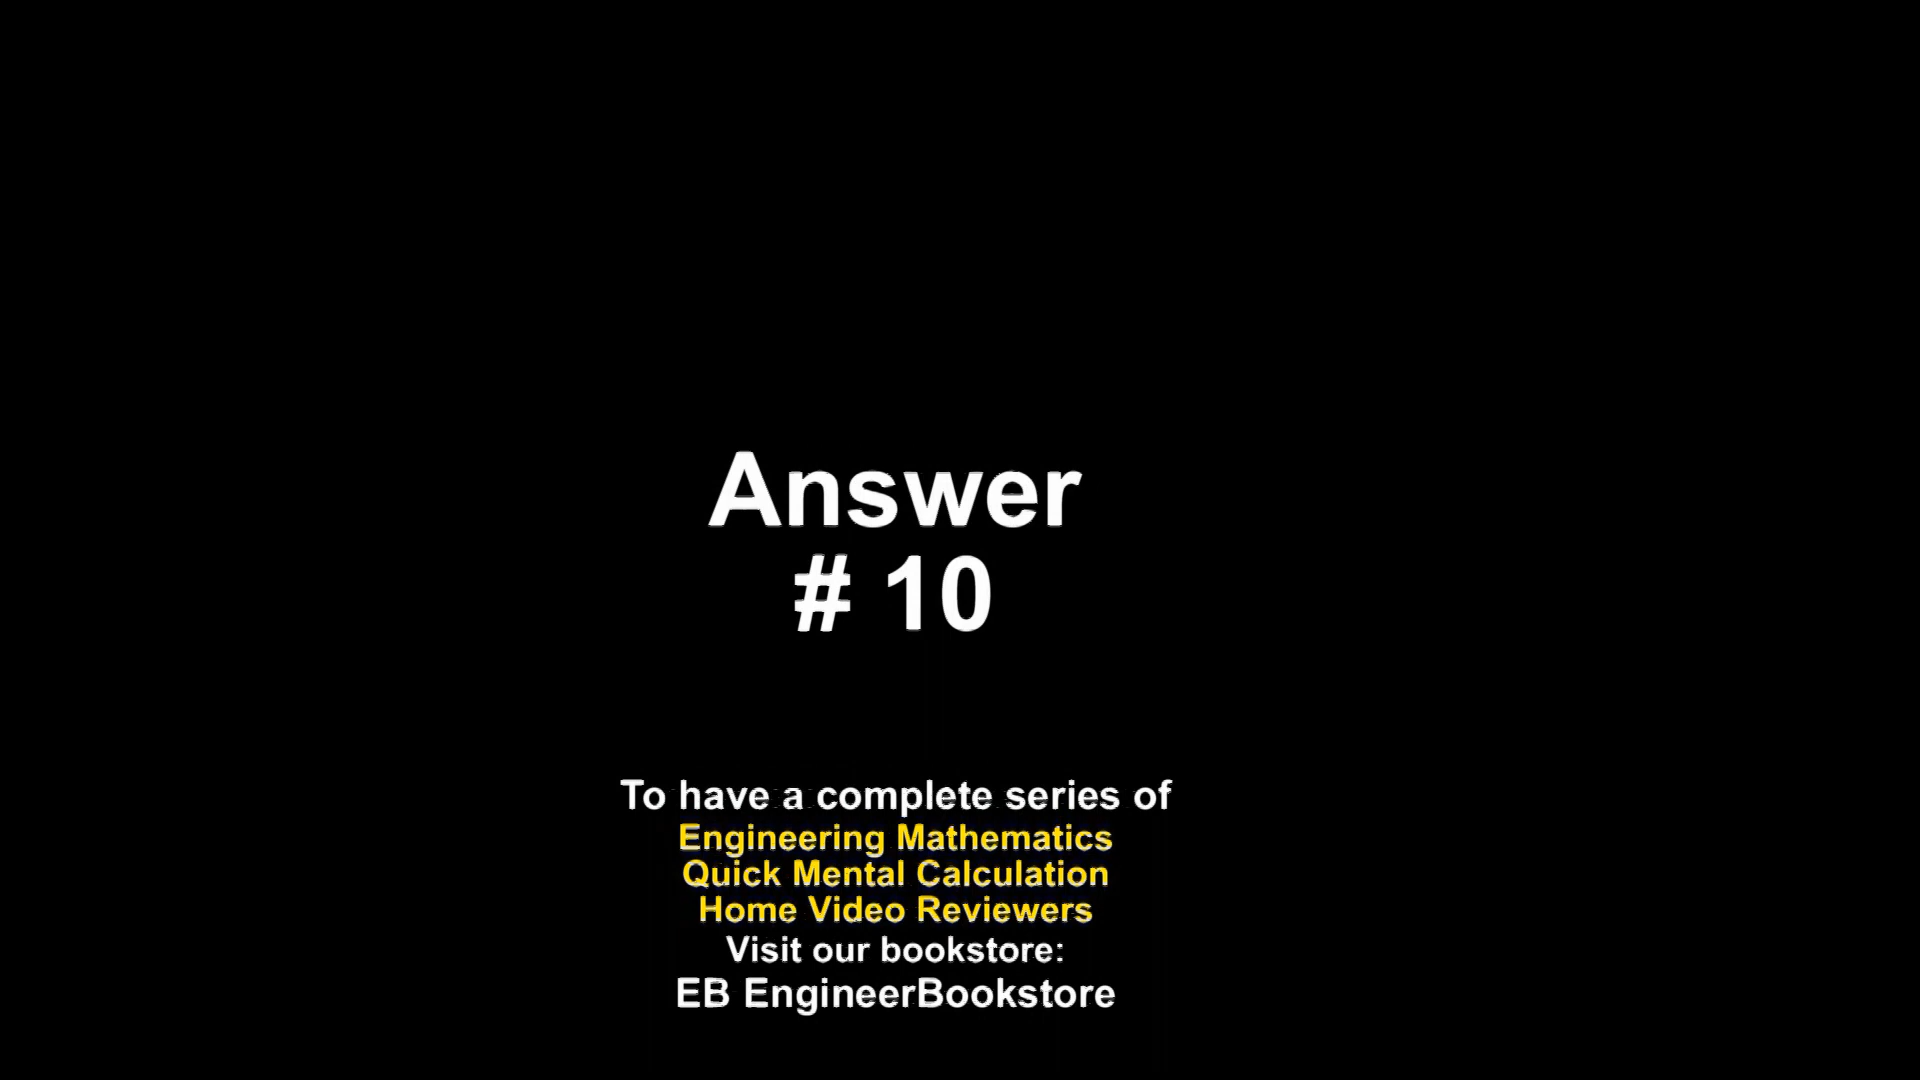 Answer
# 10
To have a complete series of
Engineering Mathematics
Quick Mental Calculation
Home Video Reviewers
Visit our bookstore:
EB EngineerBookstore